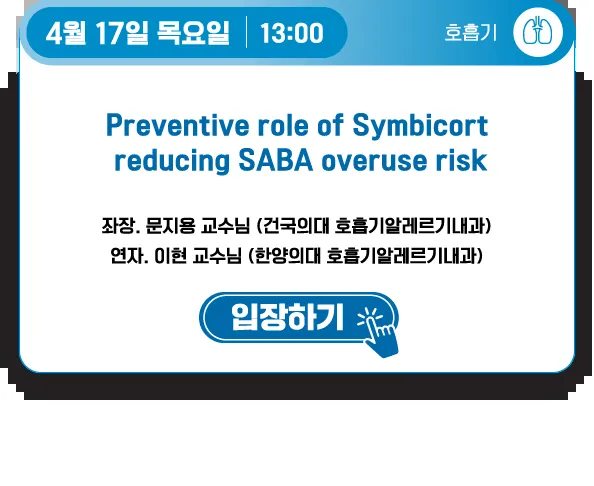 4월 17일 목요일 | 13:00 호흡기
Preventive role of Symbicort
reducing SABA overuse risk
좌장. 문지용 교수님 (건국의대 호흡기알레르기내과)
연자. 이현 교수님 (한양의대 호흡기알레르기내과)
입장하기